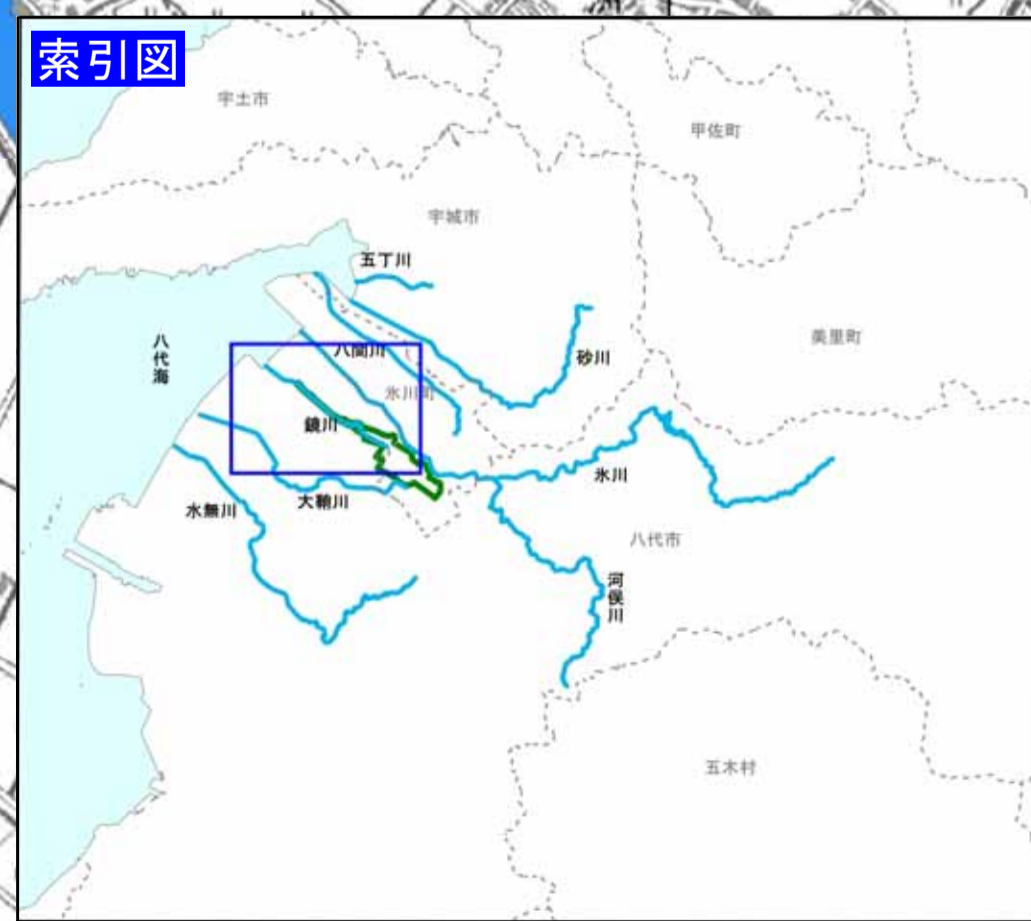 索引図
宇土市
甲佐町
宇城市
五丁川
美里町
八代海
八間川
砂川
氷川町
鏡川
氷川
大鞘川
水無川
八代市
河俣川
五木村